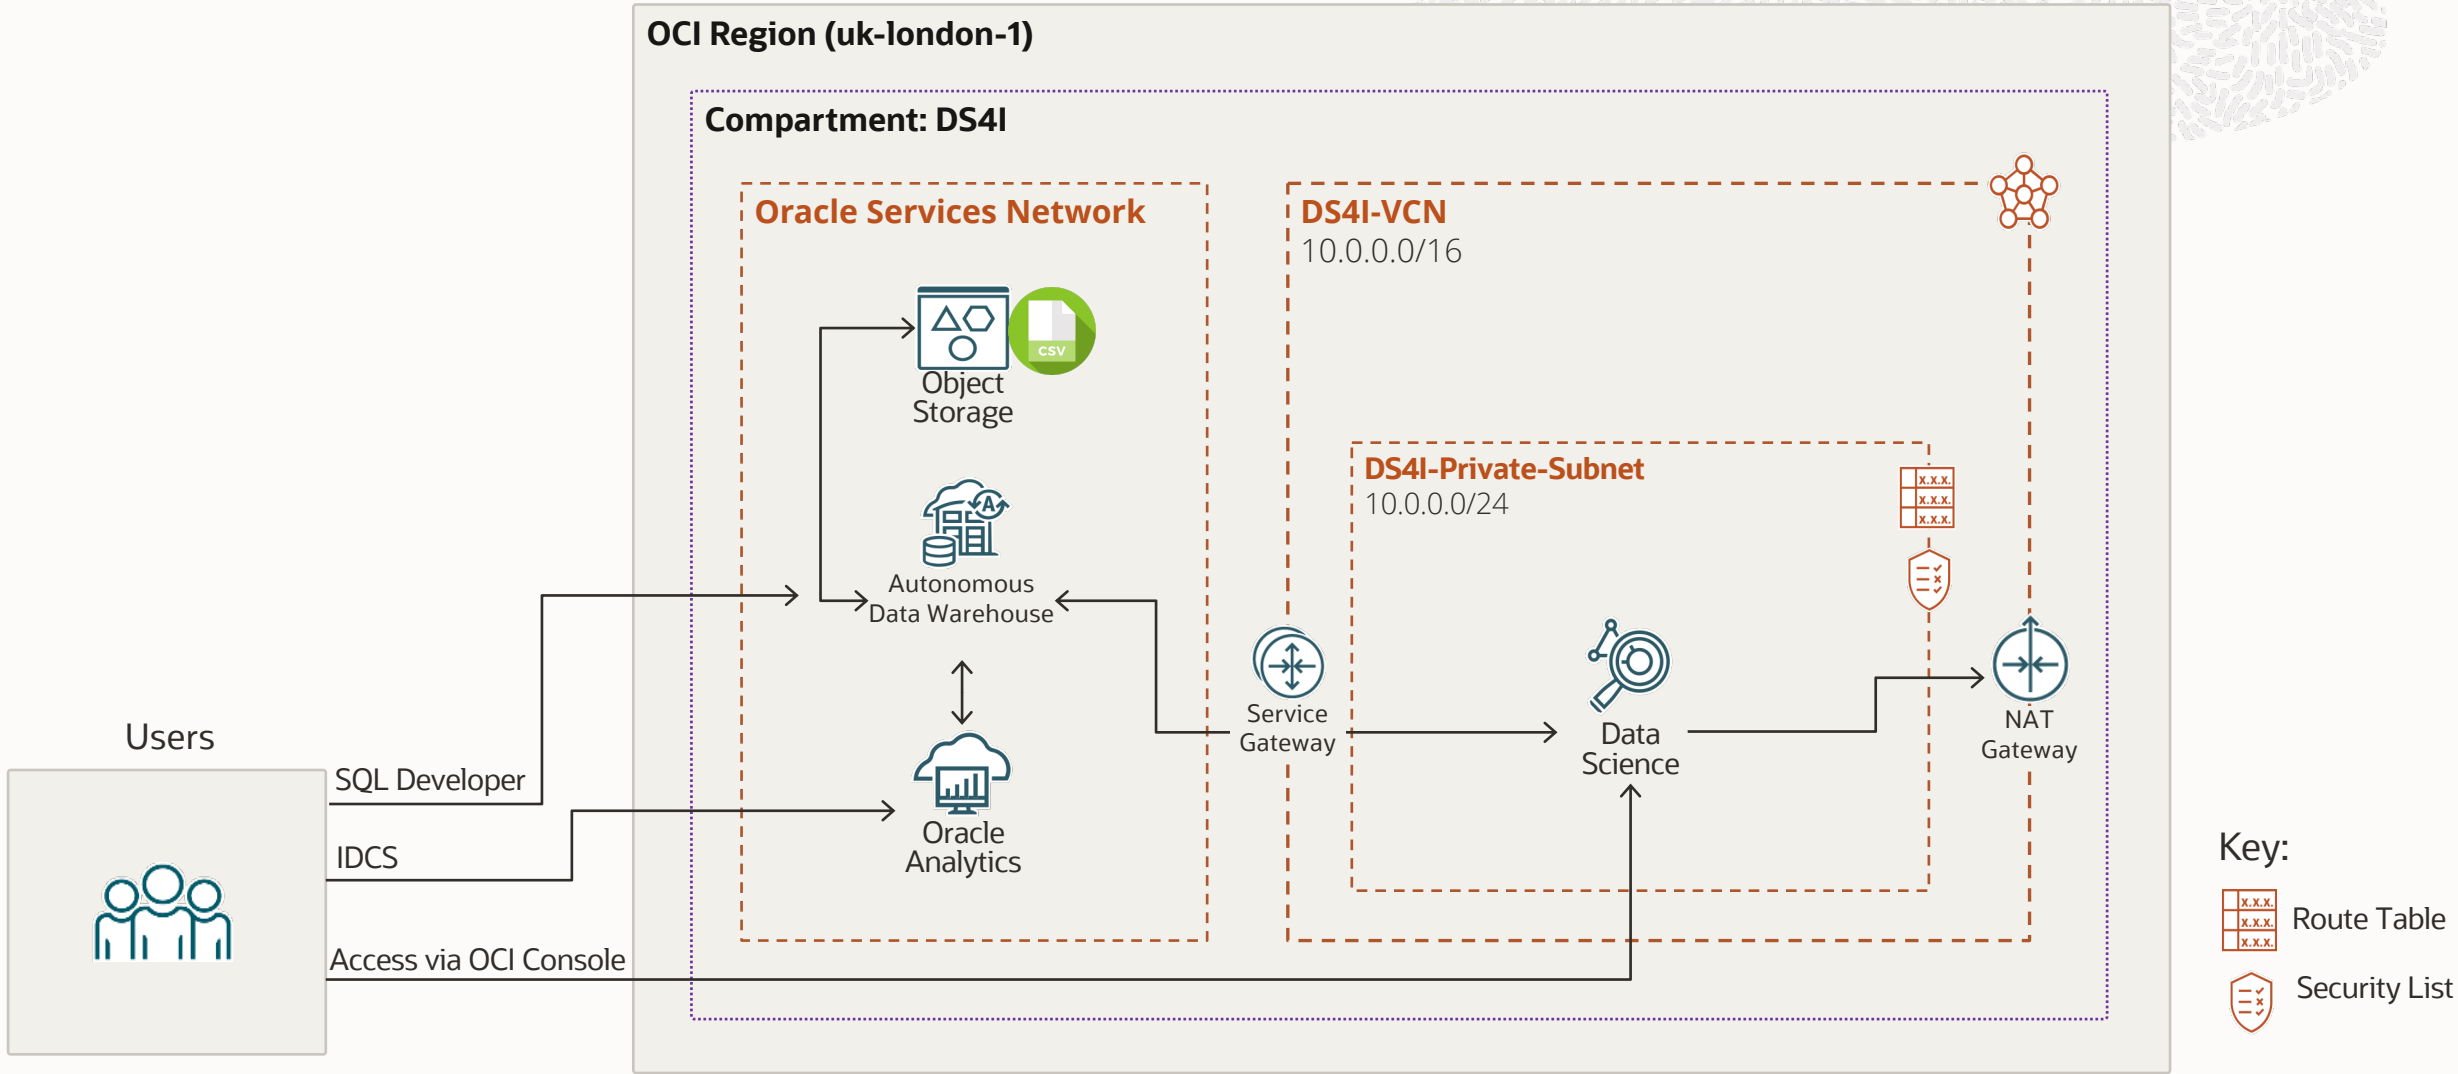 OCI Region (uk-london-1)
Compartment: DS4I
Oracle Services Network
DS4I-VCN
10.0.0.0/16
CSV
Object
Storage
DS4I-Private-Subnet
10.0.0.0/24
x.x.x.
x.x.x.
x.x.x.
A
Autonomous
Data Warehouse
Service
Gateway
Data
Science
NAT
Gateway
Oracle
Analytics
Users
SQL Developer
IDCS
Access via OCI Console
Key:
x.x.x.
x.x.x.
x.x.x.
Route Table
Security List